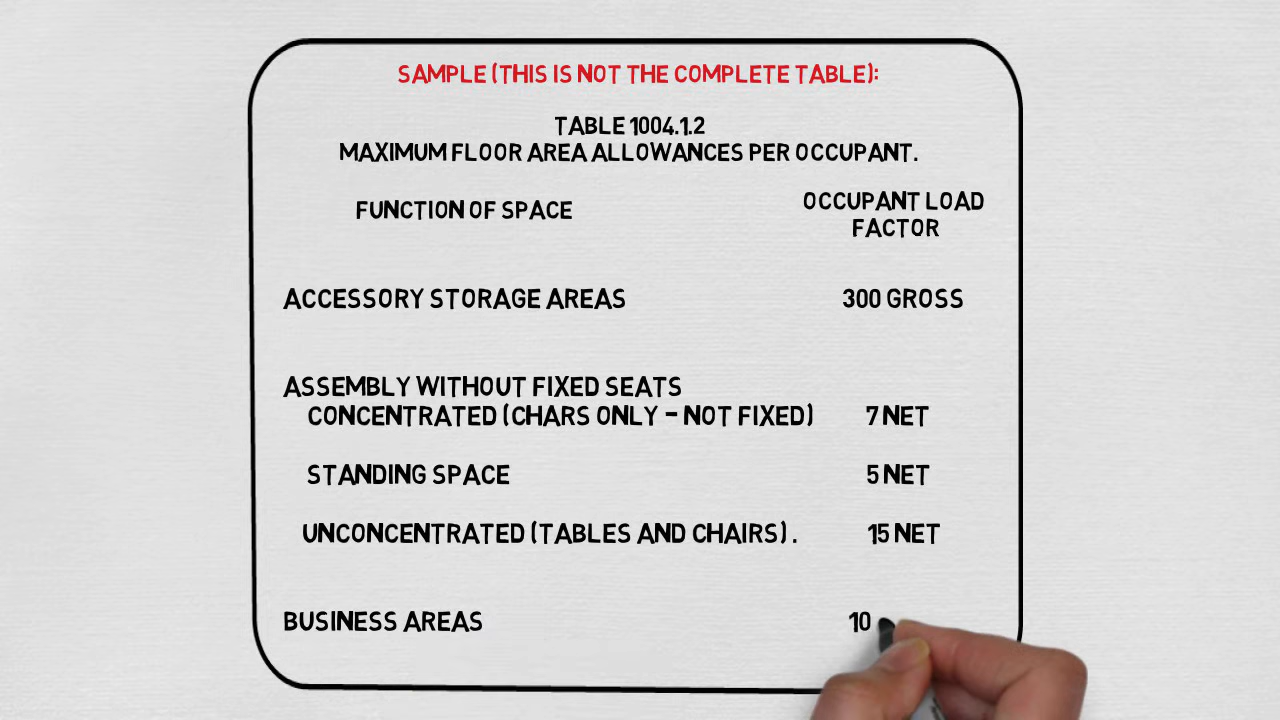 SAMPLE (THIS IS NOT THE COMPLETE TABLE):
TABLE 1004.1.2
MAXIMUM FLOOR AREA ALLOWANCES PER OCCUPANT.
FUNCTION OF SPACE
OCCUPANT LOAD
FACTOR
ACCESSORY STORAGE AREAS 300 GROSS
ASSEMBLY WITHOUT FIXED SEATS
CONCENTRATED (CHARS ONLY - NOT FIXED) 7 NET
STANDING SPACE 5 NET
UNCONCENTRATED (TABLES AND CHAIRS). 15 NET
BUSINESS AREAS 10